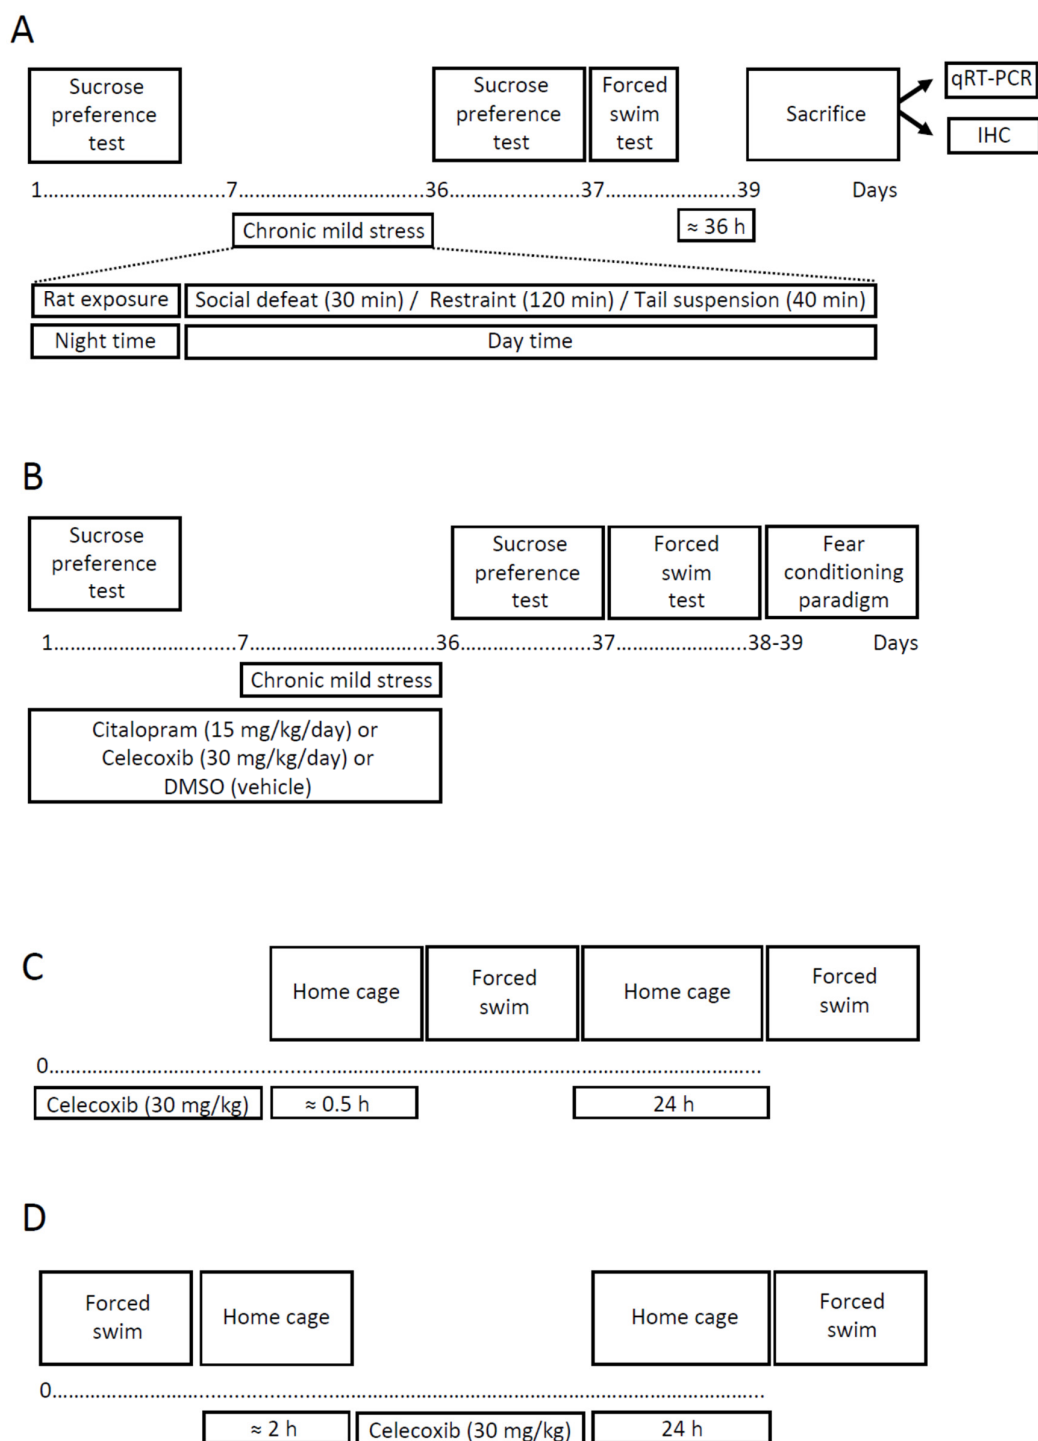 A
Sucrose
preference
test
Sucrose
preference
test
Forced
swim
test
Sacrifice
qRT-PCR
IHC
1.............................7..............................36.....................37.....................39 Days
Chronic mild stress
≈ 36 h
Rat exposure
Social defeat (30 min) / Restraint (120 min) / Tail suspension (40 min)
Night time
Day time
B
Sucrose
preference
test
Sucrose
preference
test
Forced
swim
test
Fear
conditioning
paradigm
1.............................7.............................36.....................37.....................38-39 Days
Chronic mild stress
Citalopram (15 mg/kg/day) or
Celecoxib (30 mg/kg/day) or
DMSO (vehicle)
C
Home cage
Forced
swim
Home cage
Forced
swim
0..............................................................................................................
Celecoxib (30 mg/kg)
≈ 0.5 h
24 h
D
Forced
swim
Home cage
Home cage
Forced
swim
0..............................................................................................................
≈ 2 h
Celecoxib (30 mg/kg)
24 h